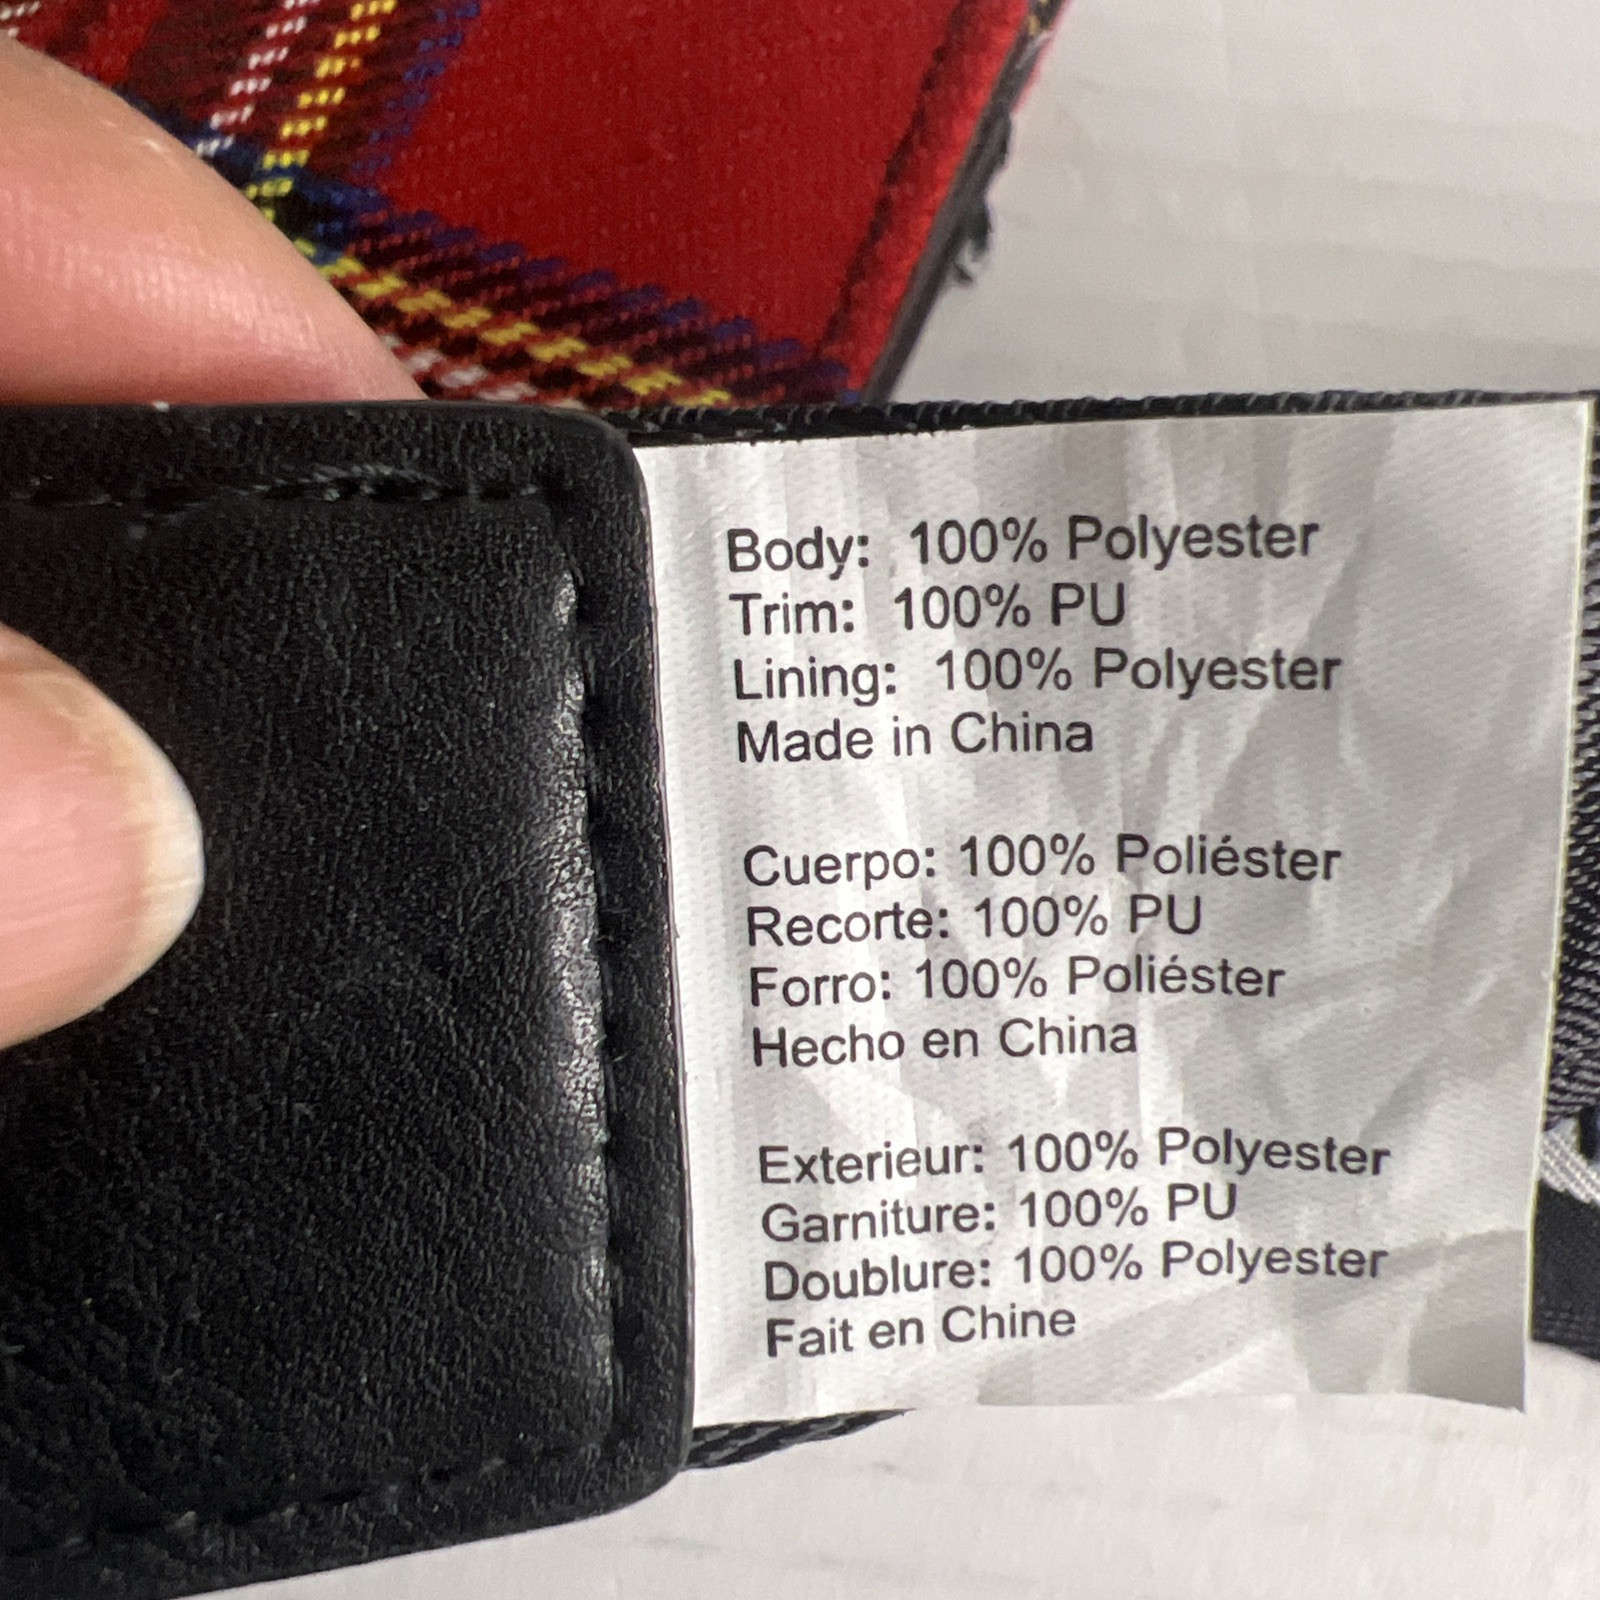 Body: 100% Polyester
Trim: 100% PU
Lining: 100% Polyester
Made in China
Cuerpo: 100% Poliéster
Recorte: 100% PU
Forro: 100% Poliéster
Hecho en China
Exterieur: 100% Polyester
Garniture: 100% PU
Doublure: 100% Polyester
Fait en Chine